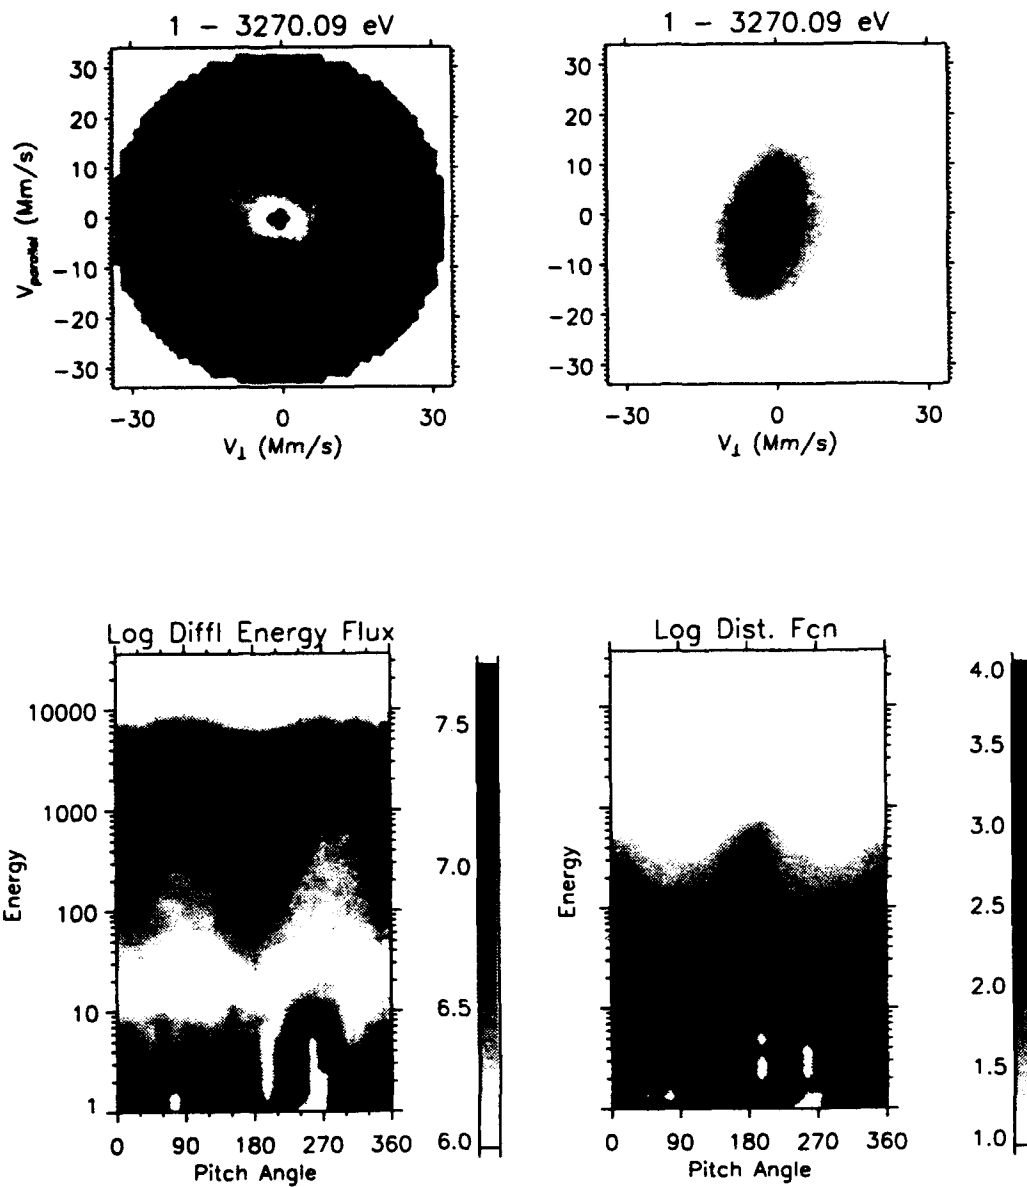 1 - 3270.09 eV
1 - 3270.09 eV
30
20
10
0
-10
-20
-30
V_parallel (Mm/s)
-30 0 30
V⊥ (Mm/s)
30
20
10
0
-10
-20
-30
-30 0 30
V⊥ (Mm/s)
Log Diffl Energy Flux
10000
1000
100
10
1
Energy
0 90 180 270 360
Pitch Angle
7.5
7.0
6.5
6.0
Log Dist. Fcn
Energy
0 90 180 270 360
Pitch Angle
4.0
3.5
3.0
2.5
2.0
1.5
1.0